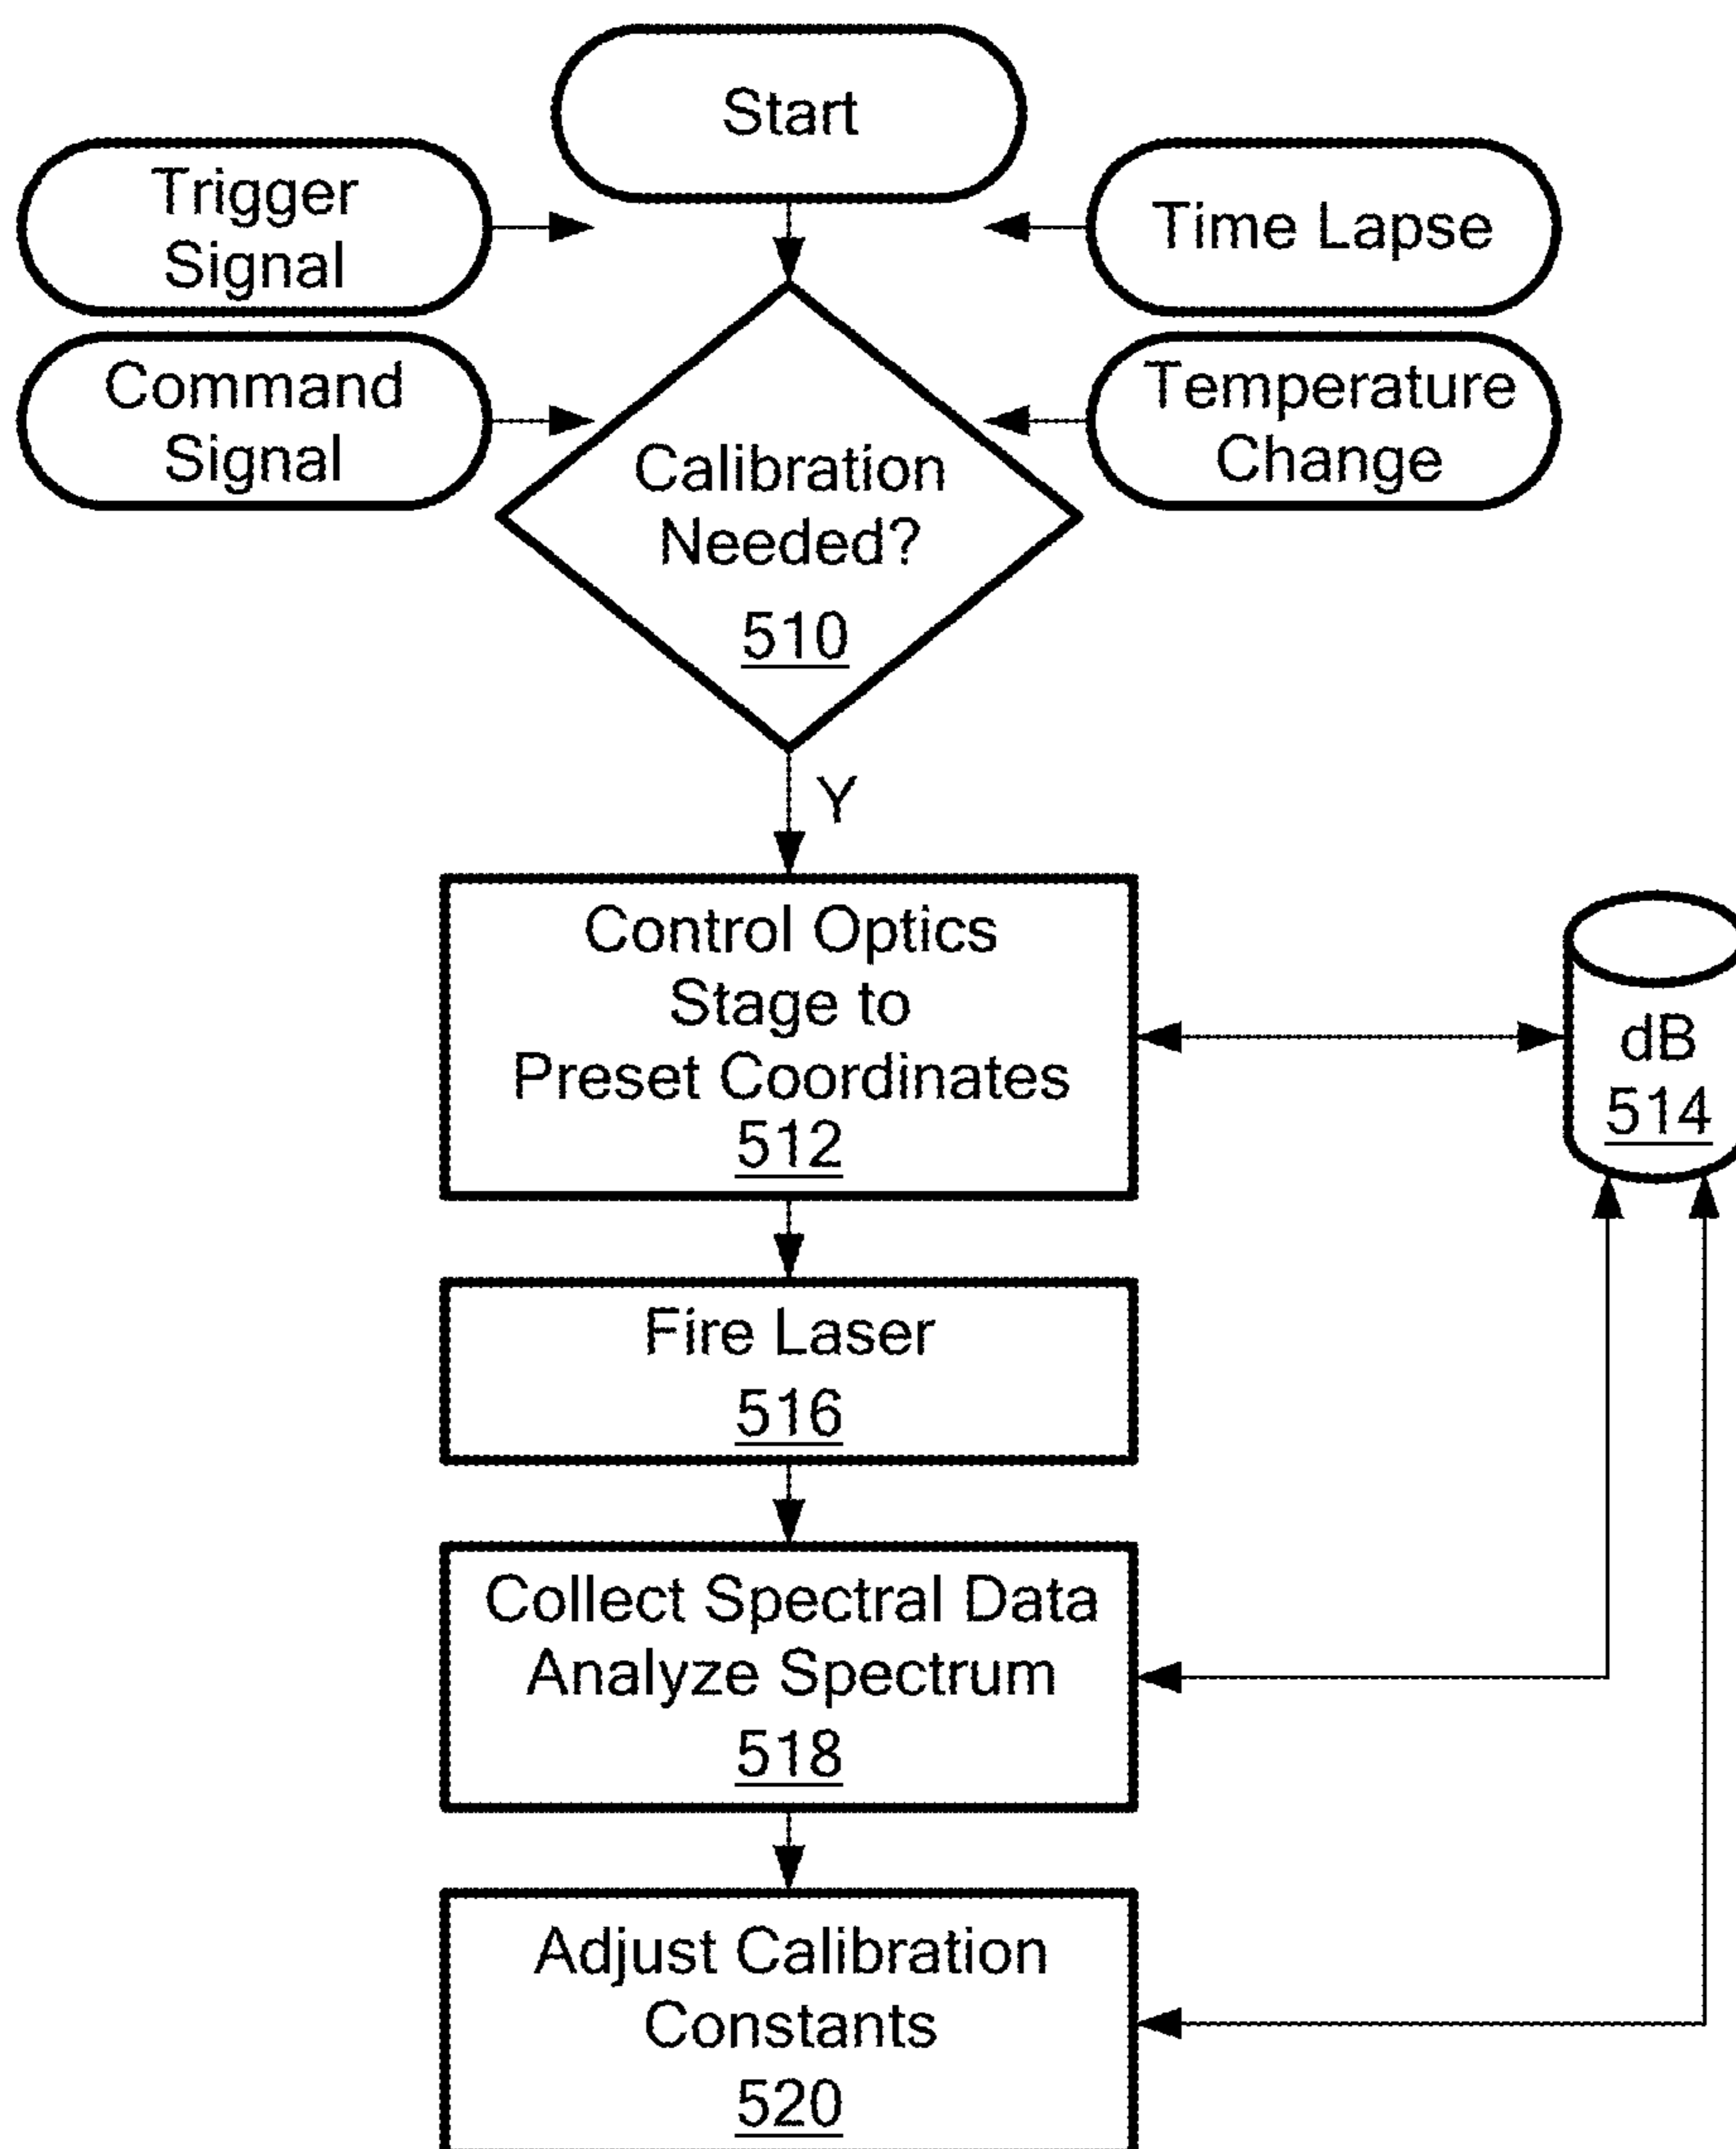 Start
Trigger
Signal
Time Lapse
Command
Signal
Temperature
Change
Calibration
Needed?
510
Y
Control Optics
Stage to
Preset Coordinates
512
dB
514
Fire Laser
516
Collect Spectral Data
Analyze Spectrum
518
Adjust Calibration
Constants
520